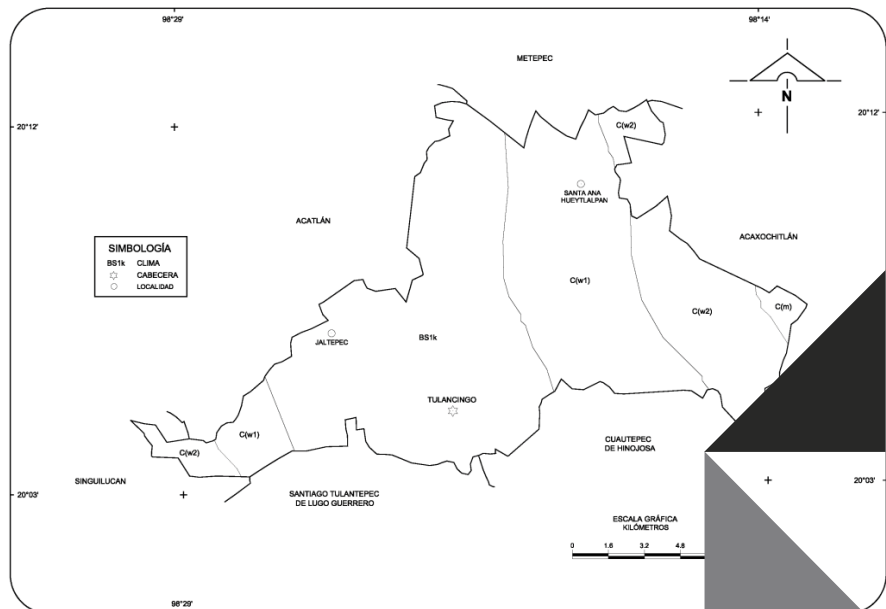 98°29'
98°14'
METEPEC
N
20°12'
20°12'
C(w2)
SANTA ANA
HUEYTLALPAN
ACATLÁN
ACAXOCHITLÁN
SIMBOLOGÍA
BS1k CLIMA
CABECERA
LOCALIDAD
C(w1)
C(w2)
C(m)
JALTEPEC
BS1k
TULANCINGO
C(w1)
C(w2)
CUAUTEPEC
DE HINOJOSA
SINGUILUCAN
20°03'
20°03'
SANTIAGO TULANTEPEC
DE LUGO GUERRERO
ESCALA GRÁFICA
KILÓMETROS
0 1.6 3.2 4.8
98°29'